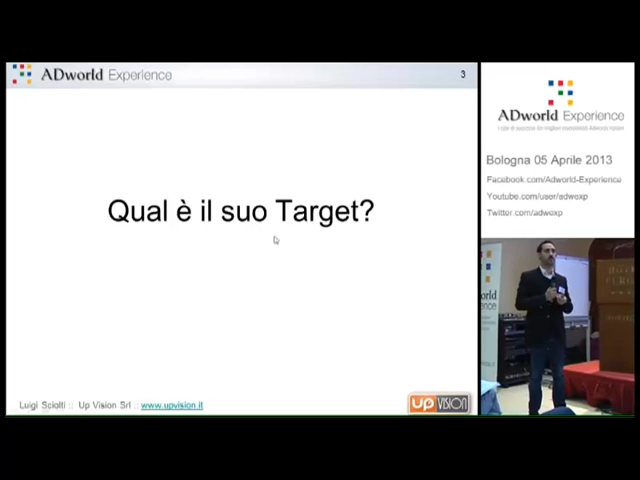 ADworld Experience
3
Qual è il suo Target?
Luigi Sciolti :: Up Vision Srl :: www.upvision.it
up VISION
ADworld Experience
Bologna 05 Aprile 2013
Facebook.com/Adworld-Experience
Youtube.com/user/adwexp
Twitter.com/adwexp